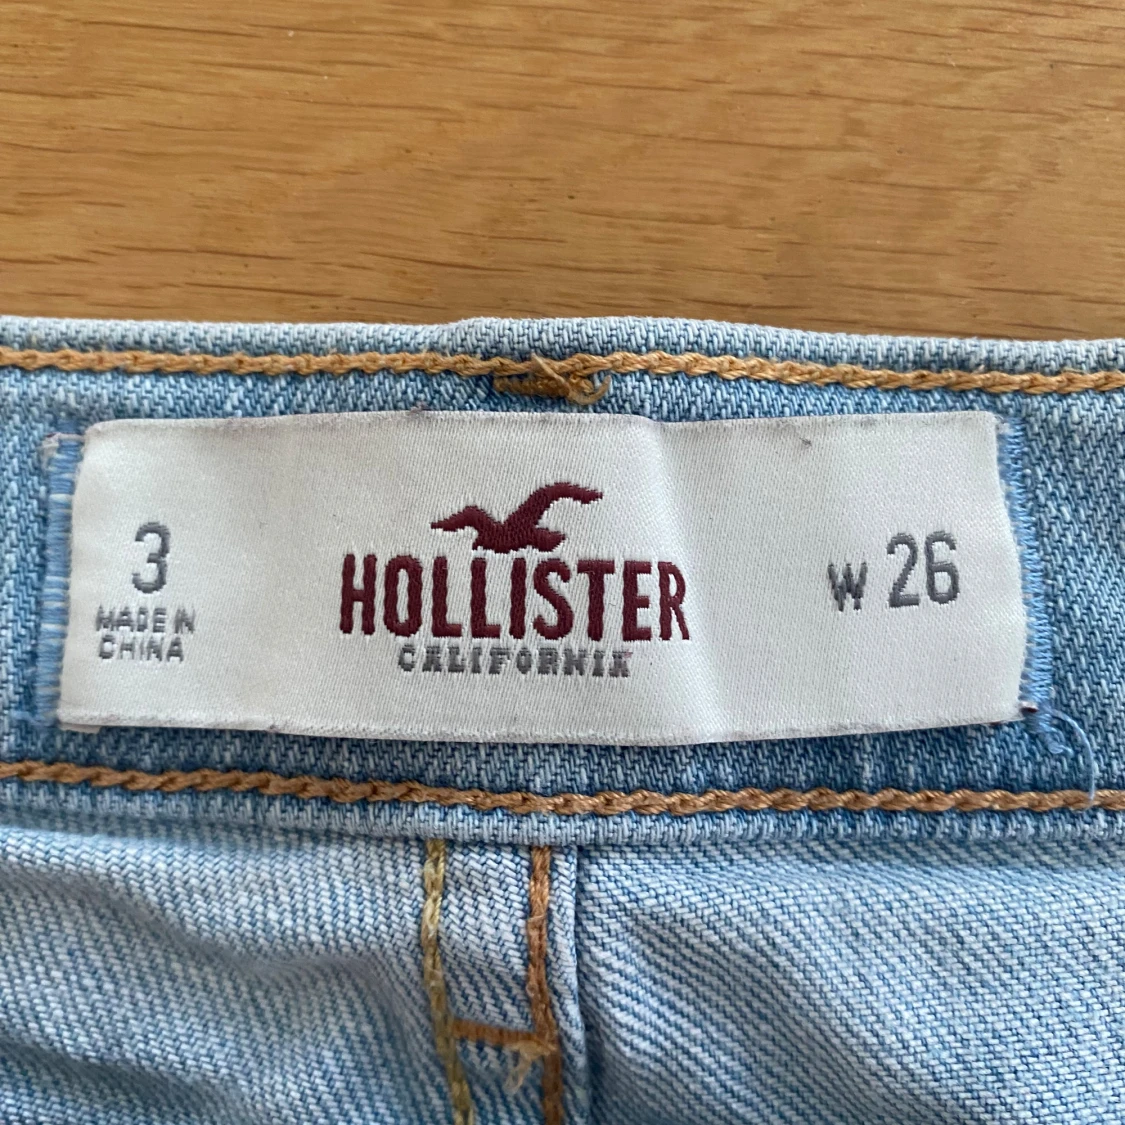 3
MADE IN
CHINA
HOLLISTER
CALIFORNIA
W 26